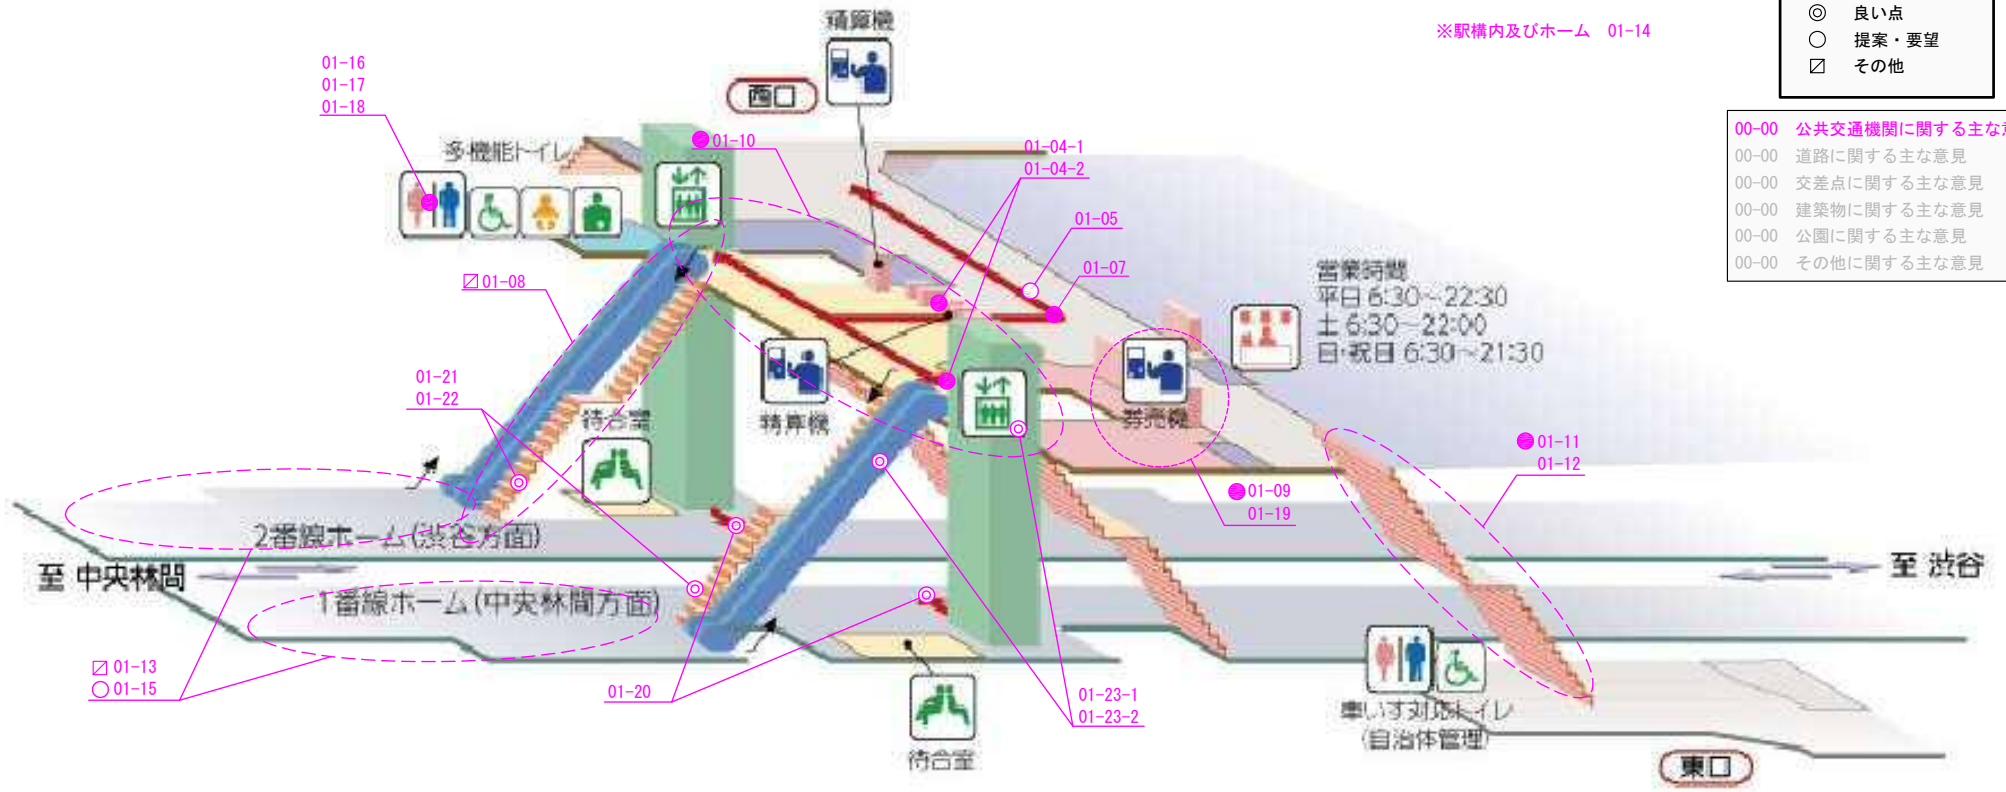 精算機
※駅構内及びホーム 01-14
◎ 良い点
○ 提案・要望
〼 その他
00-00 公共交通機関に関する主な
00-00 道路に関する主な意見
00-00 交差点に関する主な意見
00-00 建築物に関する主な意見
00-00 公園に関する主な意見
00-00 その他に関する主な意見
01-16
01-17
01-18
西口
多機能トイレ
01-10
01-04-1
01-04-2
01-05
01-07
〼 01-08
営業時間
平日 6:30～22:30
土 6:30～22:00
日・祝日 6:30～21:30
01-21
01-22
待合室
精算機
券売機
01-11
01-12
01-09
01-19
2番線ホーム(渋谷方面)
至 中央林間
至 渋谷
1番線ホーム(中央林間方面)
〼 01-13
○ 01-15
01-20
01-23-1
01-23-2
待合室
車いす対応トイレ
(自治体管理)
東口